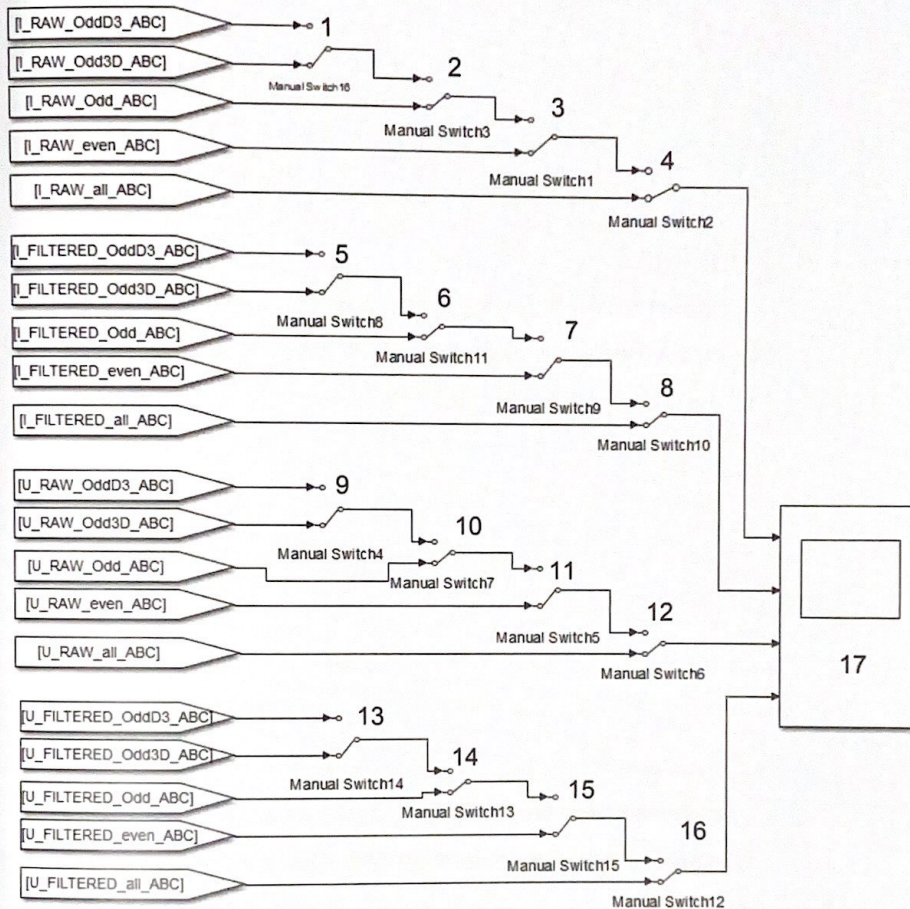 [I_RAW_OddD3_ABC]
1
[I_RAW_Odd3D_ABC]
2
Manual Switch16
[I_RAW_Odd_ABC]
3
Manual Switch3
[I_RAW_even_ABC]
4
Manual Switch1
[I_RAW_all_ABC]
Manual Switch2
[I_FILTERED_OddD3_ABC]
5
[I_FILTERED_Odd3D_ABC]
6
Manual Switch8
[I_FILTERED_Odd_ABC]
7
Manual Switch11
[I_FILTERED_even_ABC]
8
Manual Switch9
[I_FILTERED_all_ABC]
Manual Switch10
[U_RAW_OddD3_ABC]
9
[U_RAW_Odd3D_ABC]
10
Manual Switch4
[U_RAW_Odd_ABC]
11
Manual Switch7
[U_RAW_even_ABC]
12
Manual Switch5
[U_RAW_all_ABC]
Manual Switch6
17
[U_FILTERED_OddD3_ABC]
13
[U_FILTERED_Odd3D_ABC]
14
Manual Switch14
[U_FILTERED_Odd_ABC]
15
Manual Switch13
[U_FILTERED_even_ABC]
16
Manual Switch15
[U_FILTERED_all_ABC]
Manual Switch12